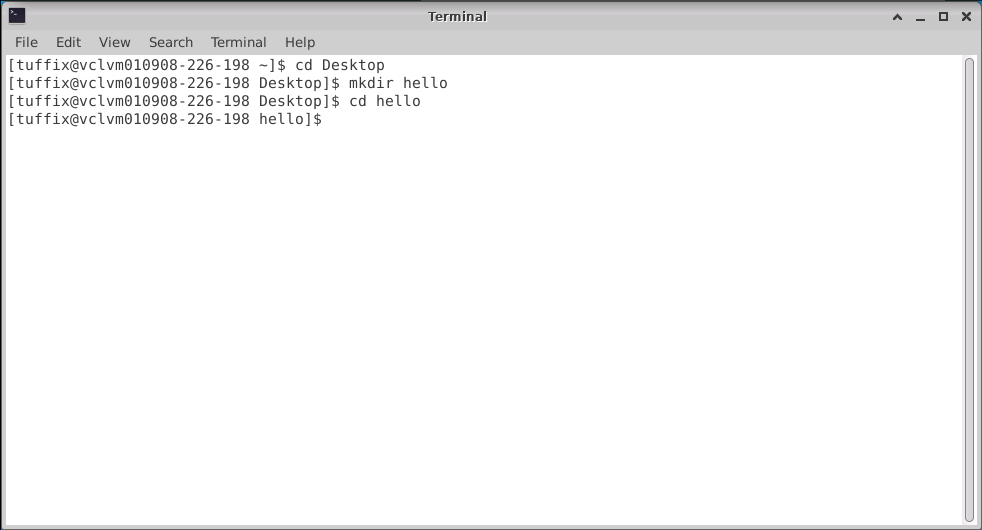 Terminal
File Edit View Search Terminal Help
[tuffix@vclvm010908-226-198 ~]$ cd Desktop
[tuffix@vclvm010908-226-198 Desktop]$ mkdir hello
[tuffix@vclvm010908-226-198 Desktop]$ cd hello
[tuffix@vclvm010908-226-198 hello]$